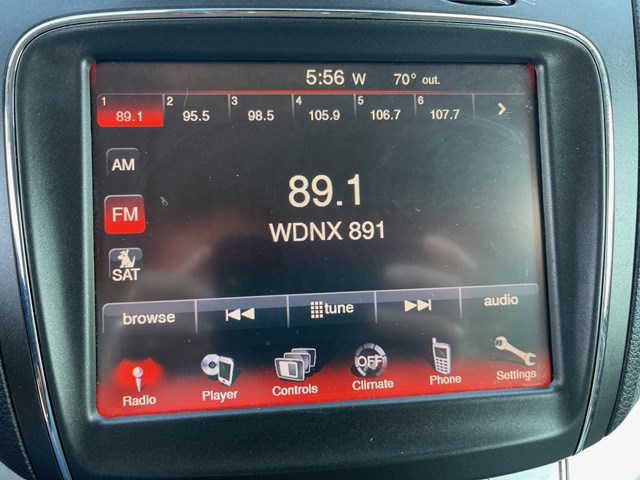 5:56 W 70° out.
1 89.1 2 95.5 3 98.5 4 105.9 5 106.7 6 107.7
AM
89.1
FM
WDNX 891
SAT
browse tune audio
Radio Player Controls OFF Climate Phone Settings